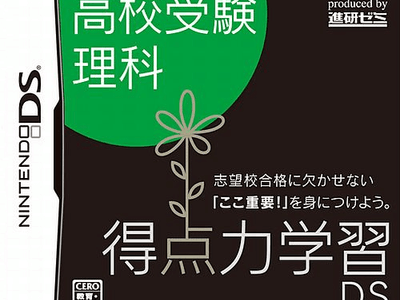 高校受験
理科
produced by
進研ゼミ
NINTENDO DS
志望校合格に欠かせない
「ここ重要!」を身につけよう。
得点力学習
DS
CERO
教育・